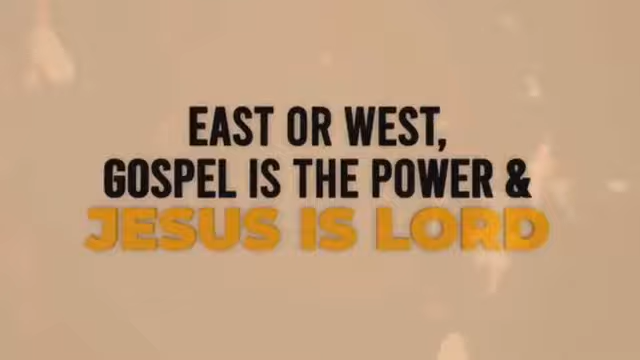 EAST OR WEST,
GOSPEL IS THE POWER &
JESUS IS LORD